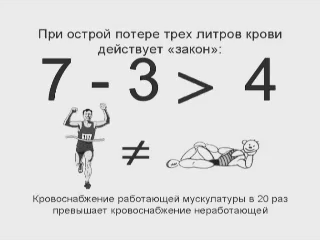 При острой потере трех литров крови
действует «закон»:
7 - 3 > 4
≠
Кровоснабжение работающей мускулатуры в 20 раз
превышает кровоснабжение неработающей